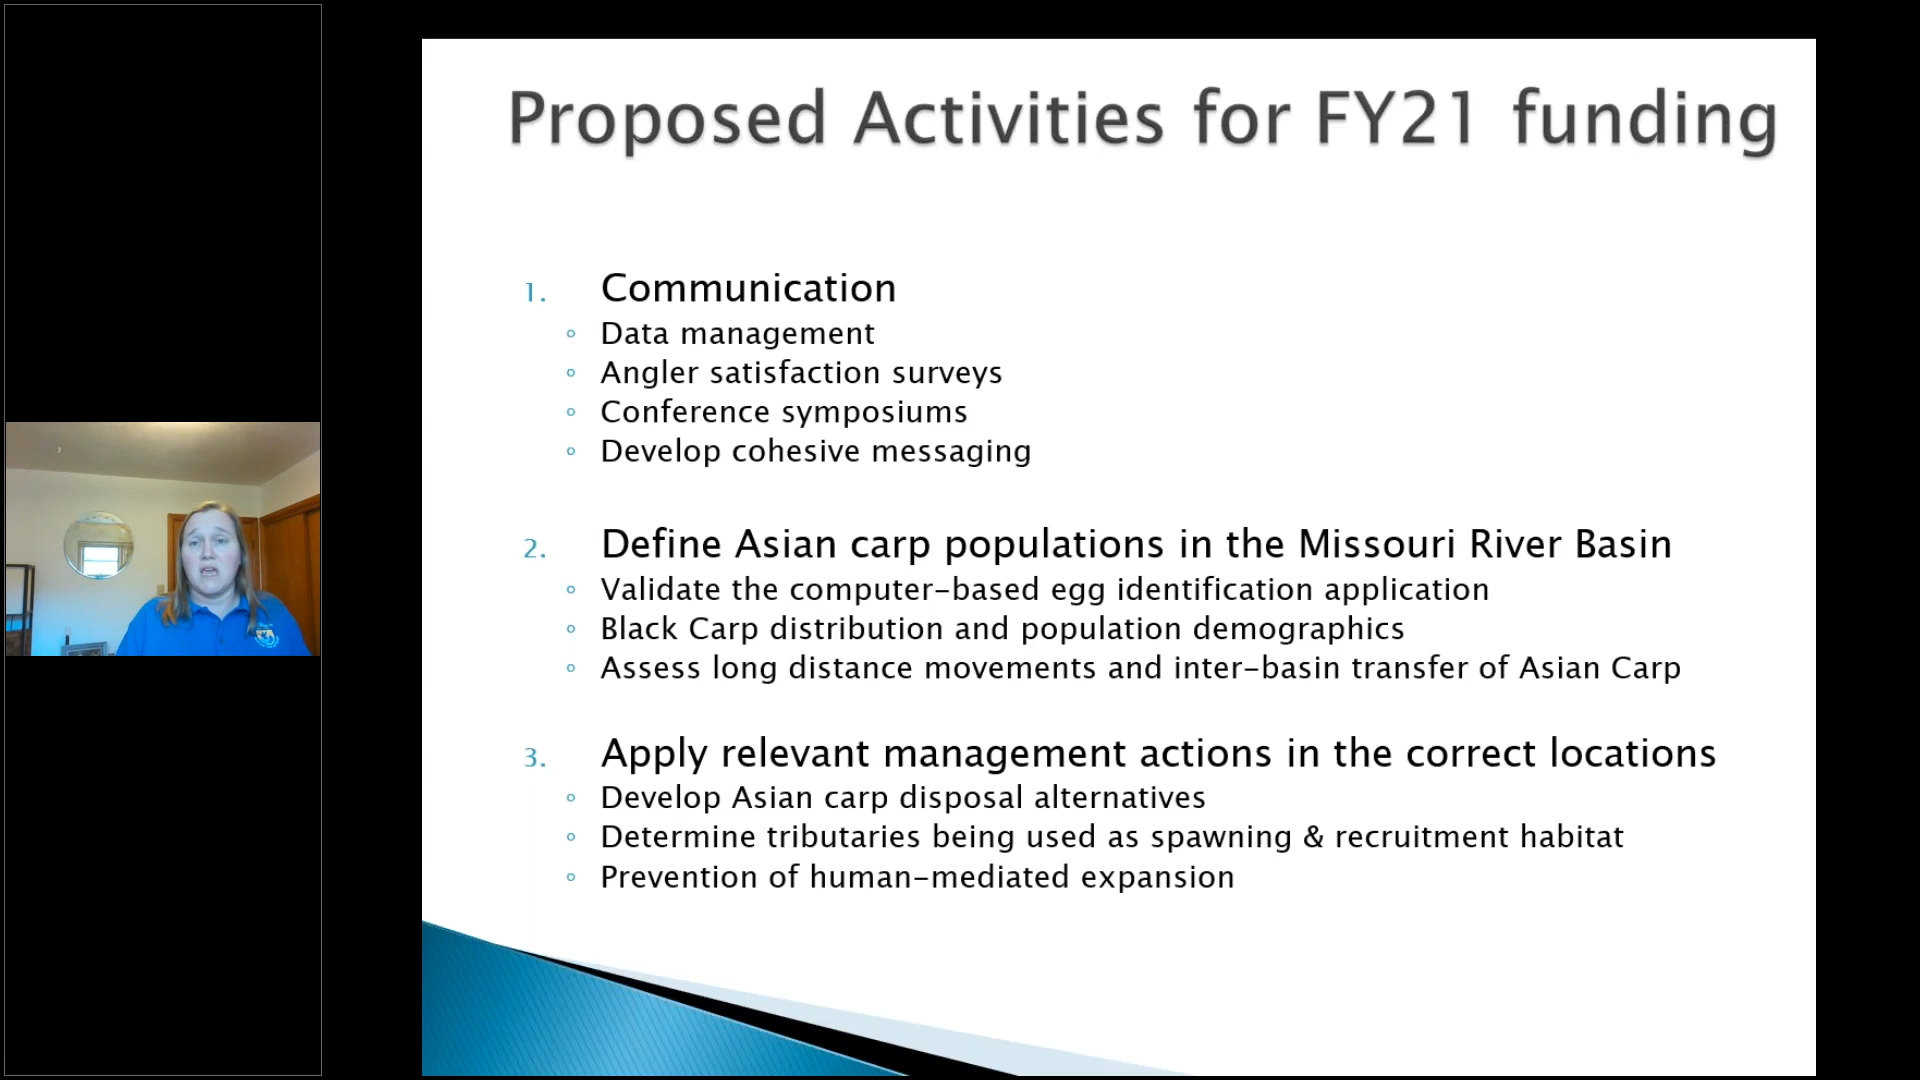 Proposed Activities for FY21 funding
1. Communication
◦ Data management
◦ Angler satisfaction surveys
◦ Conference symposiums
◦ Develop cohesive messaging
2. Define Asian carp populations in the Missouri River Basin
◦ Validate the computer-based egg identification application
◦ Black Carp distribution and population demographics
◦ Assess long distance movements and inter-basin transfer of Asian Carp
3. Apply relevant management actions in the correct locations
◦ Develop Asian carp disposal alternatives
◦ Determine tributaries being used as spawning & recruitment habitat
◦ Prevention of human-mediated expansion